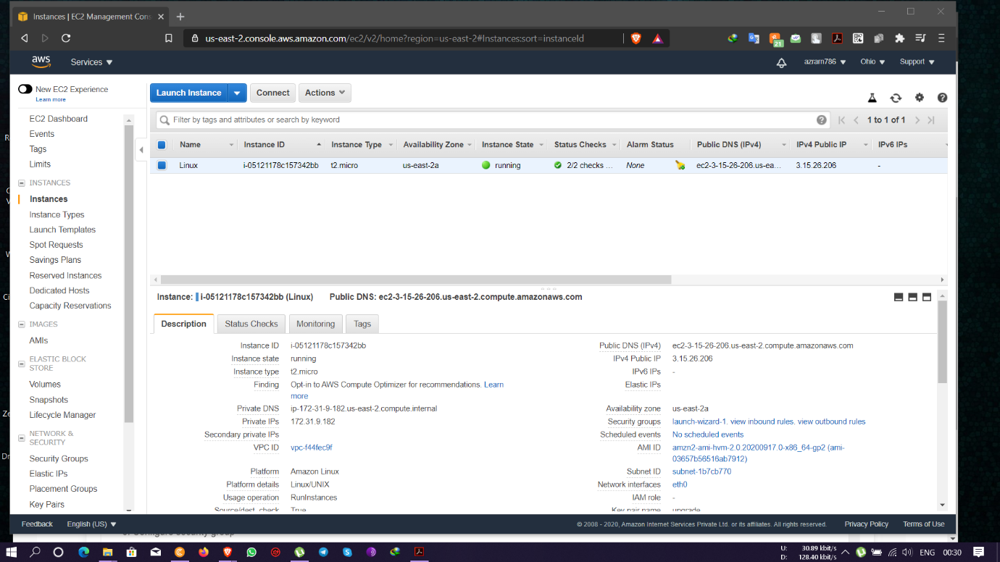 Instances | EC2 Management Cons
us-east-2.console.aws.amazon.com/ec2/v2/home?region=us-east-2#Instances:sort=instanceId
21
aws
Services
azram786
Ohio
Support
New EC2 Experience
Learn more
EC2 Dashboard
Events
Tags
Limits
INSTANCES
Instances
Instance Types
Launch Templates
Spot Requests
Savings Plans
Reserved Instances
Dedicated Hosts
Capacity Reservations
IMAGES
AMIs
ELASTIC BLOCK
STORE
Volumes
Snapshots
Lifecycle Manager
NETWORK &
SECURITY
Security Groups
Elastic IPs
Placement Groups
Key Pairs
Launch Instance
Connect
Actions
Filter by tags and attributes or search by keyword
1 to 1 of 1
Name Instance ID Instance Type Availability Zone Instance State Status Checks Alarm Status Public DNS (IPv4) IPv4 Public IP IPv6 IPs
Linux i-05121178c157342bb t2.micro us-east-2a running 2/2 checks ... None ec2-3-15-26-206.us-ea... 3.15.26.206 -
Instance: i-05121178c157342bb (Linux) Public DNS: ec2-3-15-26-206.us-east-2.compute.amazonaws.com
Description Status Checks Monitoring Tags
Instance ID i-05121178c157342bb
Instance state running
Instance type t2.micro
Finding Opt-in to AWS Compute Optimizer for recommendations. Learn
more
Private DNS ip-172-31-9-182.us-east-2.compute.internal
Private IPs 172.31.9.182
Secondary private IPs
VPC ID vpc-f44fec9f
Platform Amazon Linux
Platform details Linux/UNIX
Usage operation RunInstances
Source/dest. check True
Public DNS (IPv4) ec2-3-15-26-206.us-east-2.compute.amazonaws.com
IPv4 Public IP 3.15.26.206
IPv6 IPs -
Elastic IPs
Availability zone us-east-2a
Security groups launch-wizard-1. view inbound rules. view outbound rules
Scheduled events No scheduled events
AMI ID amzn2-ami-hvm-2.0.20200917.0-x86_64-gp2 (ami-
03657b56516ab7912)
Subnet ID subnet-1b7cb770
Network interfaces eth0
IAM role -
Key pair name upgrade
Feedback
English (US)
© 2008 - 2020, Amazon Internet Services Private Ltd. or its affiliates. All rights reserved.
Privacy Policy
Terms of Use
U: 30.89 kbit/s
D: 128.40 kbit/s
ENG
00:30